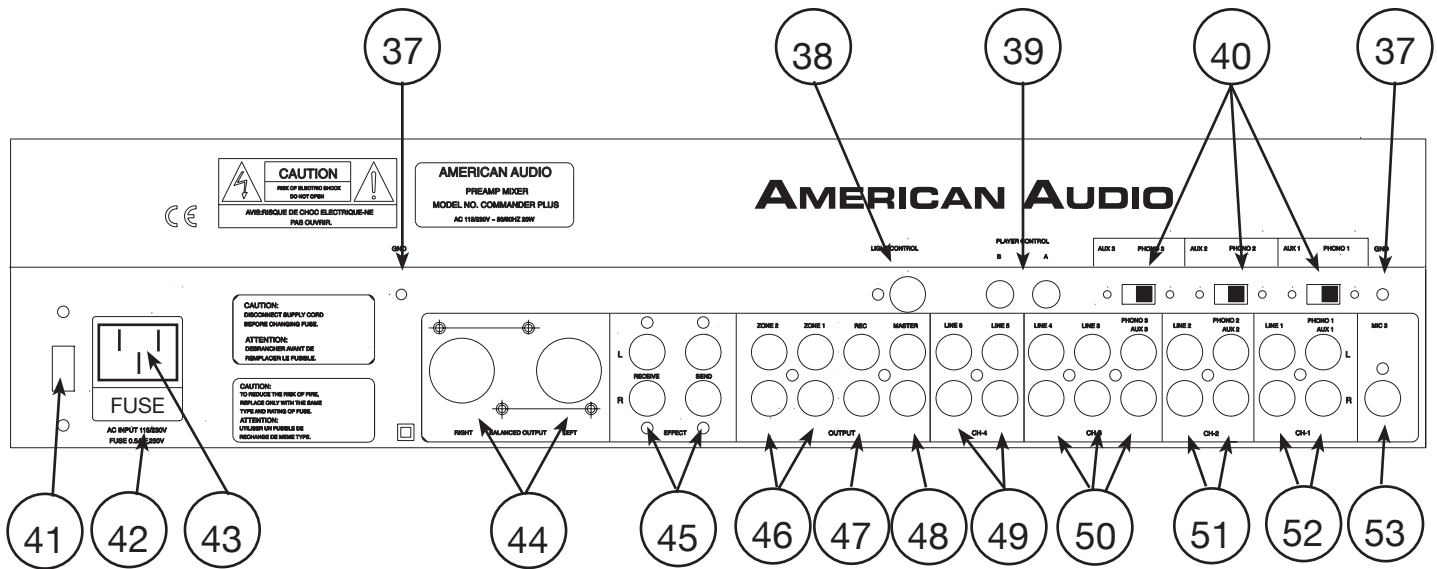 37
38
39
40
37
CAUTION
RISK OF ELECTRIC SHOCK
DO NOT OPEN
AVIS:RISQUE DE CHOC ELECTRIQUE-NE
PAS OUVRIR.
AMERICAN AUDIO
PREAMP MIXER
MODEL NO. COMMANDER PLUS
AC 115/230V ~ 50/60HZ 20W
CE
AMERICAN AUDIO
GND
LIGHT CONTROL
PLAYER CONTROL
B A
AUX 3 PHONO 3
AUX 2 PHONO 2
AUX 1 PHONO 1
GND
CAUTION:
DISCONNECT SUPPLY CORD
BEFORE CHANGING FUSE.
ATTENTION:
DEBRANCHER AVANT DE
REMPLACER LE FUSIBLE.
CAUTION:
TO REDUCE THE RISK OF FIRE,
REPLACE ONLY WITH THE SAME
TYPE AND RATING OF FUSE.
ATTENTION:
UTILISER UN FUSIBLE DE
RECHANGE DE MEME TYPE.
FUSE
AC INPUT 115/230V
FUSE 250V
RIGHT BALANCED OUTPUT LEFT
L
RECEIVE SEND
R
EFFECT
ZONE 2 ZONE 1 REC MASTER
OUTPUT
LINE 6 LINE 5
CH-4
LINE 4 LINE 3 PHONO 3
AUX 3
CH-3
LINE 2 PHONO 2
AUX 2
CH-2
LINE 1 PHONO 1
AUX 1
L
R
CH-1
MIC 3
41
42
43
44
45
46
47
48
49
50
51
52
53